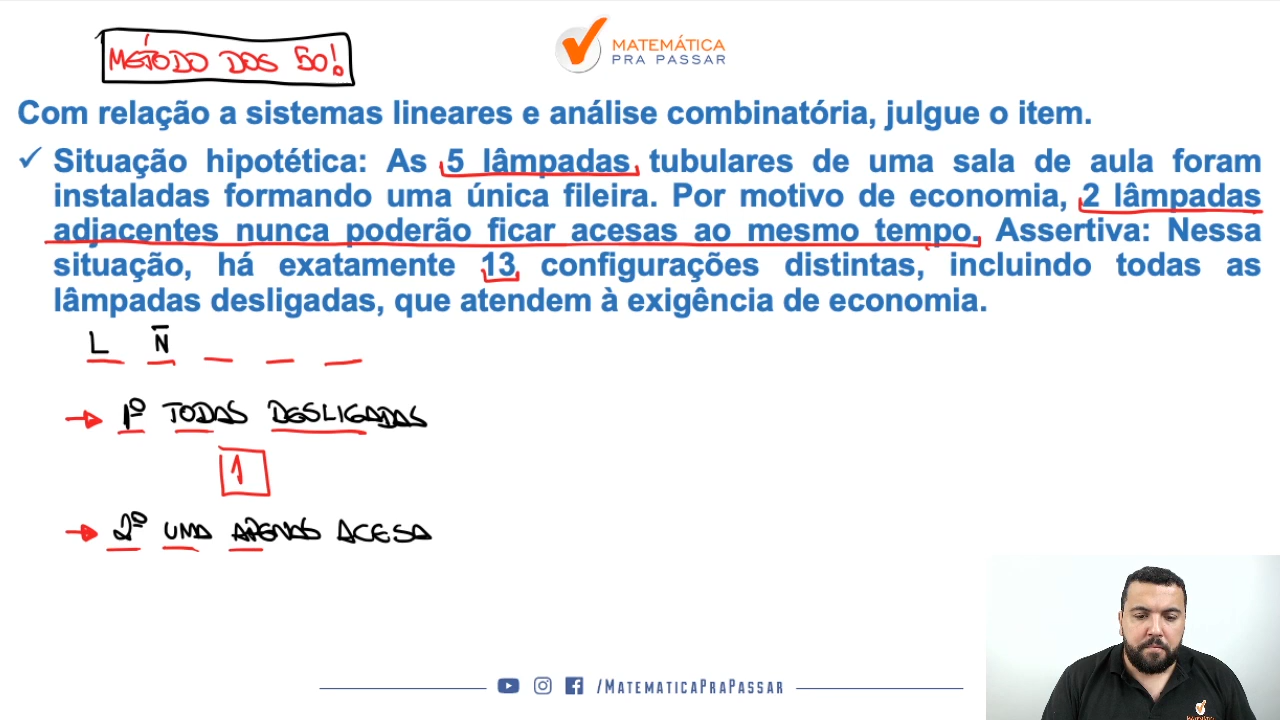 MÉTODO DOS 50!
MATEMÁTICA
PRA PASSAR
Com relação a sistemas lineares e análise combinatória, julgue o item.
✓ Situação hipotética: As 5 lâmpadas tubulares de uma sala de aula foram
instaladas formando uma única fileira. Por motivo de economia, 2 lâmpadas
adjacentes nunca poderão ficar acesas ao mesmo tempo. Assertiva: Nessa
situação, há exatamente 13 configurações distintas, incluindo todas as
lâmpadas desligadas, que atendem à exigência de economia.
L N̄
→ 1º TODAS DESLIGADAS
1
→ 2º UMA APENAS ACESA
/MATEMATICAPRAPASSAR